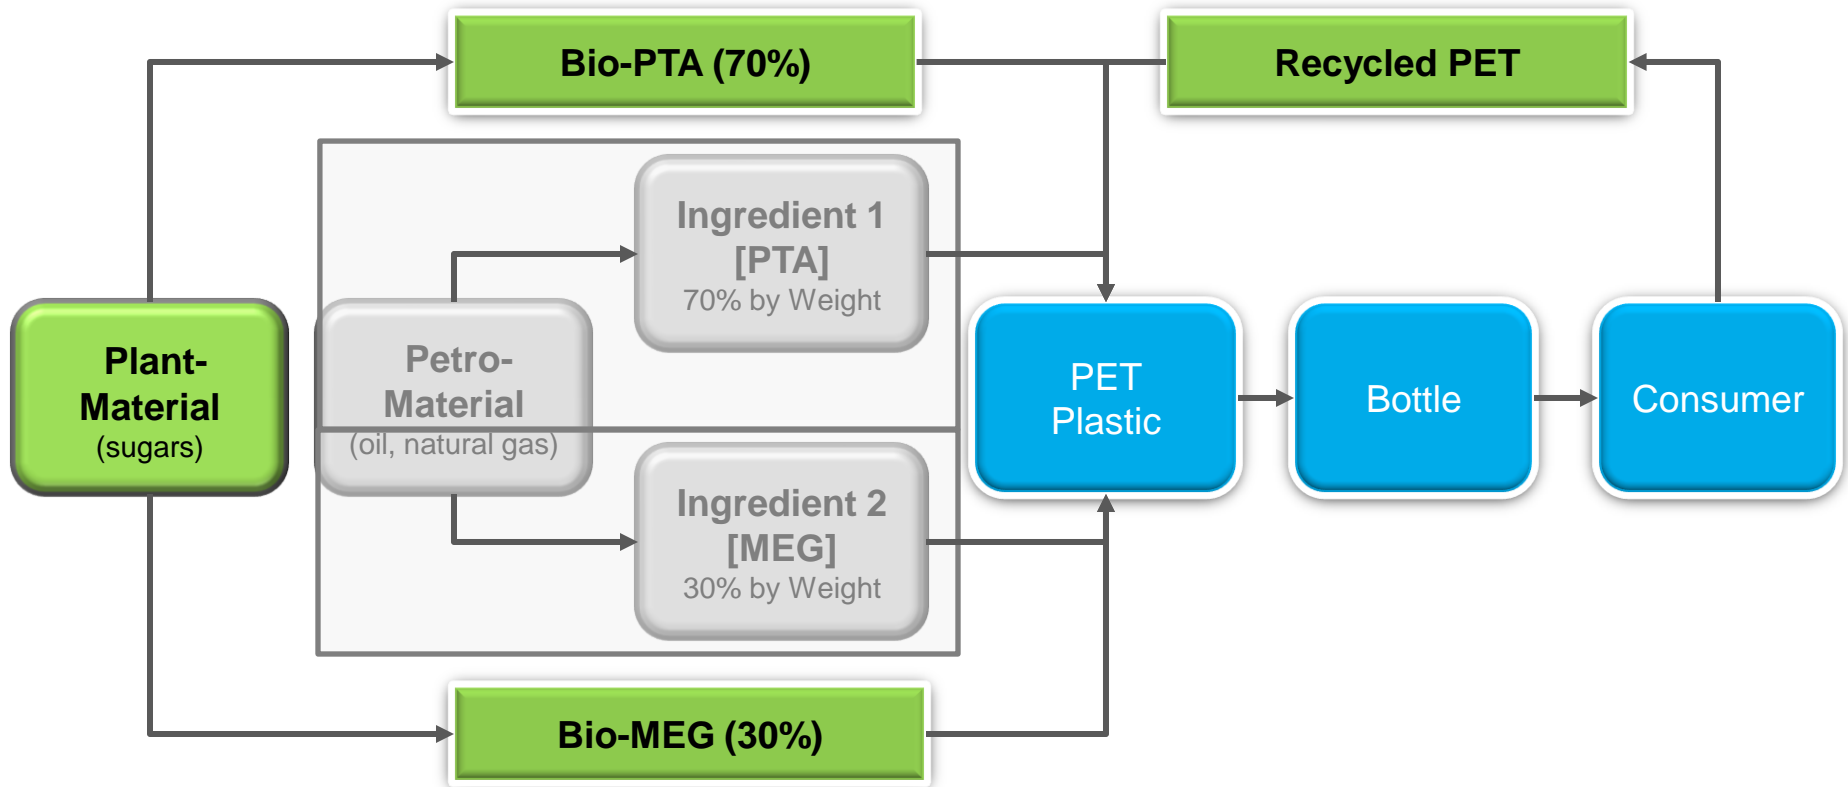 Bio-PTA (70%)
Recycled PET
Ingredient 1
[PTA]
70% by Weight
Plant-
Material
(sugars)
Petro-
Material
(oil, natural gas)
PET
Plastic
Bottle
Consumer
Ingredient 2
[MEG]
30% by Weight
Bio-MEG (30%)